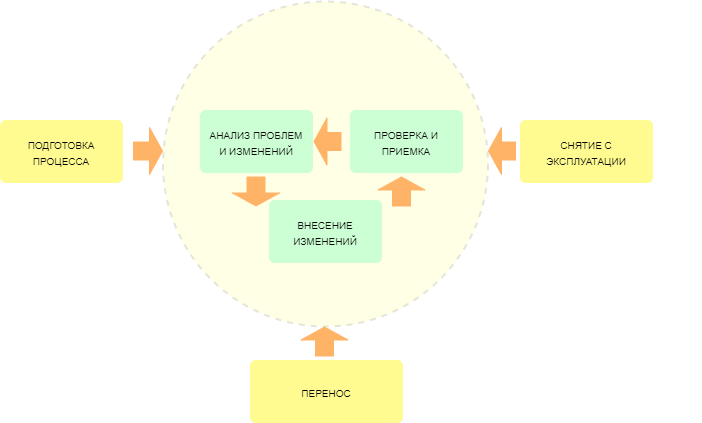 АНАЛИЗ ПРОБЛЕМ
И ИЗМЕНЕНИЙ
ПРОВЕРКА И
ПРИЕМКА
ПОДГОТОВКА
ПРОЦЕССА
СНЯТИЕ С
ЭКСПЛУАТАЦИИ
ВНЕСЕНИЕ
ИЗМЕНЕНИЙ
ПЕРЕНОС